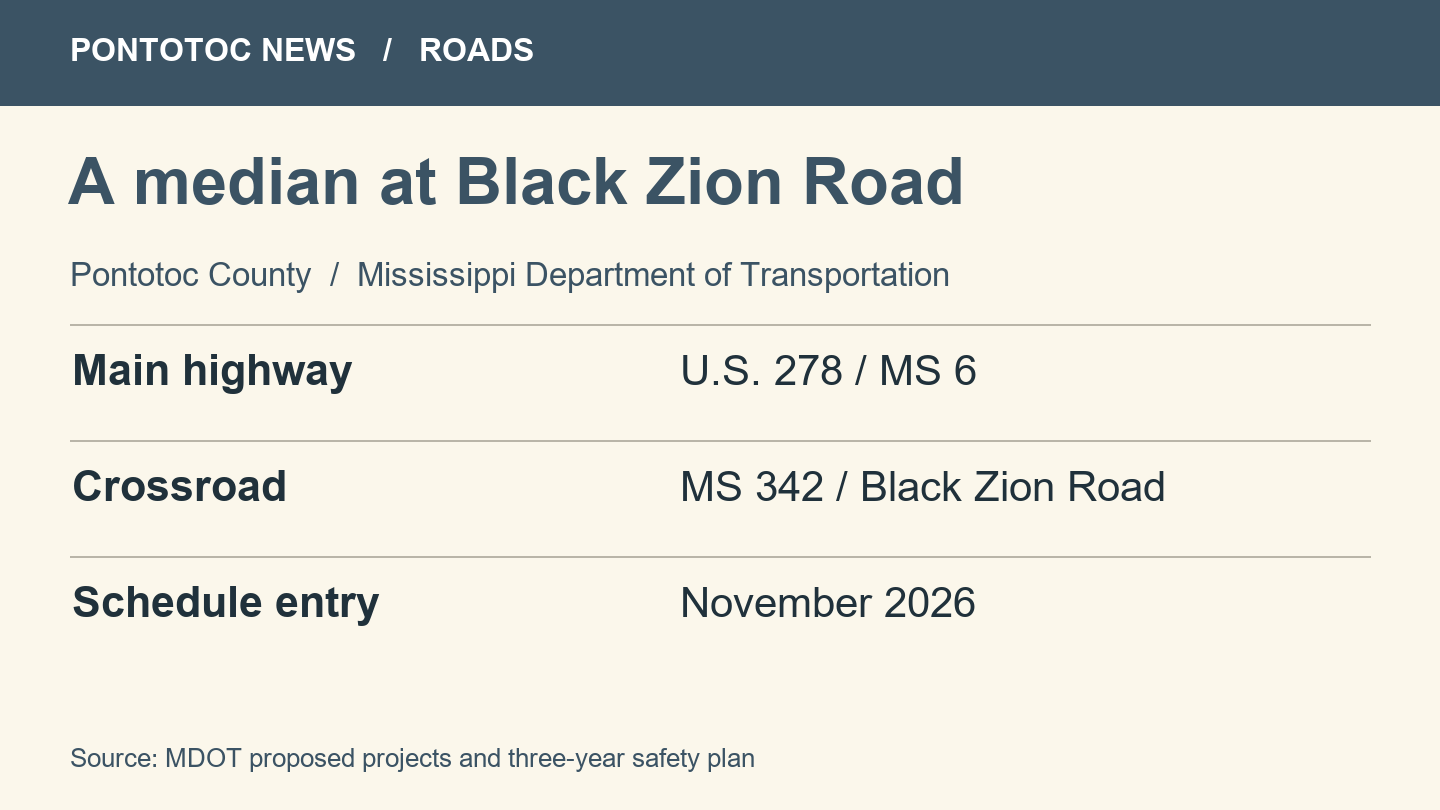 PONTOTOC NEWS / ROADS
A median at Black Zion Road
Pontotoc County / Mississippi Department of Transportation
Main highway U.S. 278 / MS 6
Crossroad MS 342 / Black Zion Road
Schedule entry November 2026
Source: MDOT proposed projects and three-year safety plan